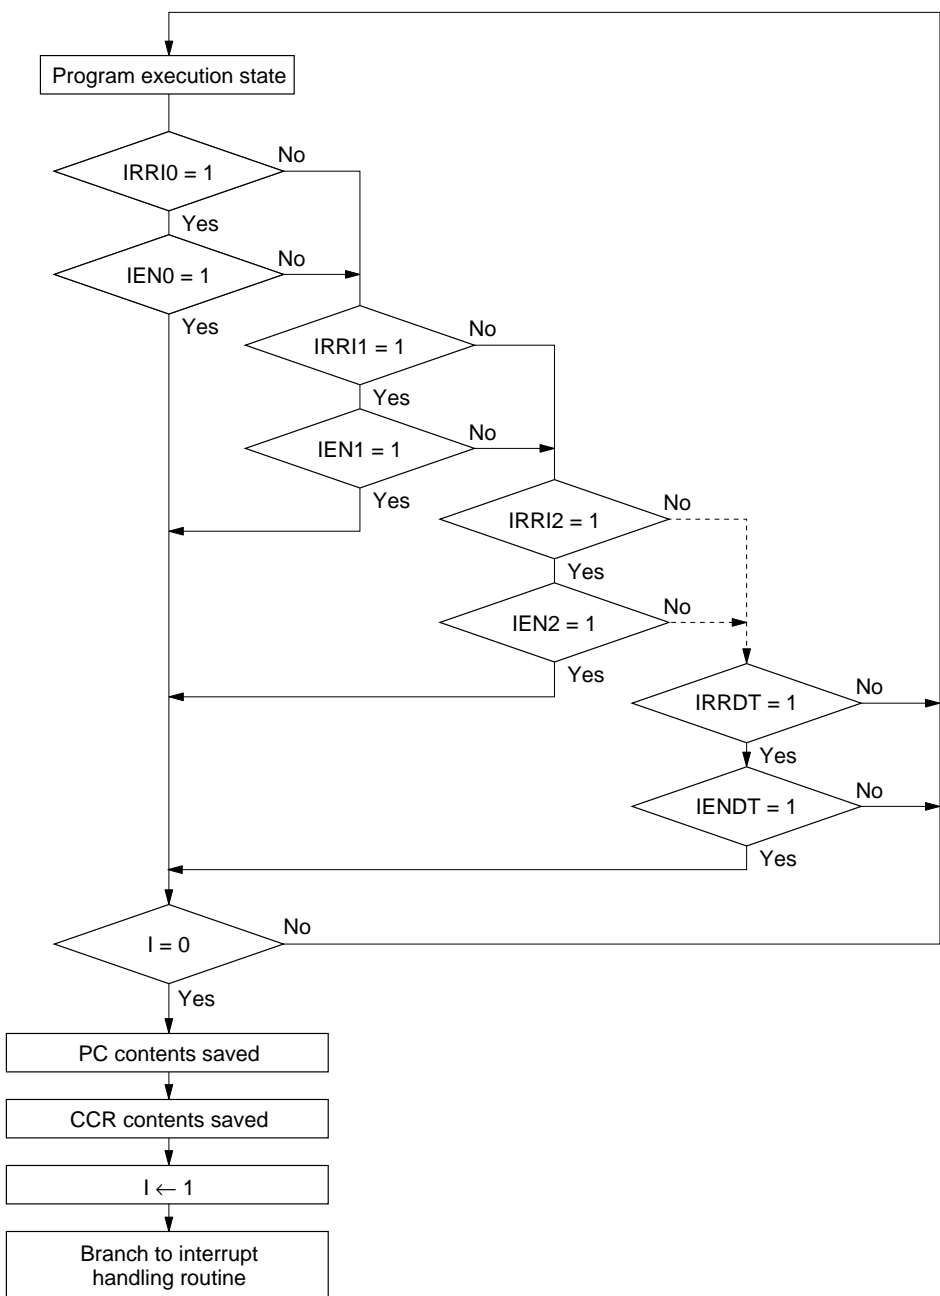 Program execution state
IRRI0 = 1
No
Yes
IEN0 = 1
No
Yes
IRRI1 = 1
No
Yes
IEN1 = 1
No
Yes
IRRI2 = 1
No
Yes
IEN2 = 1
No
Yes
IRRDT = 1
No
Yes
IENDT = 1
No
Yes
I = 0
No
Yes
PC contents saved
CCR contents saved
I ← 1
Branch to interrupt
handling routine